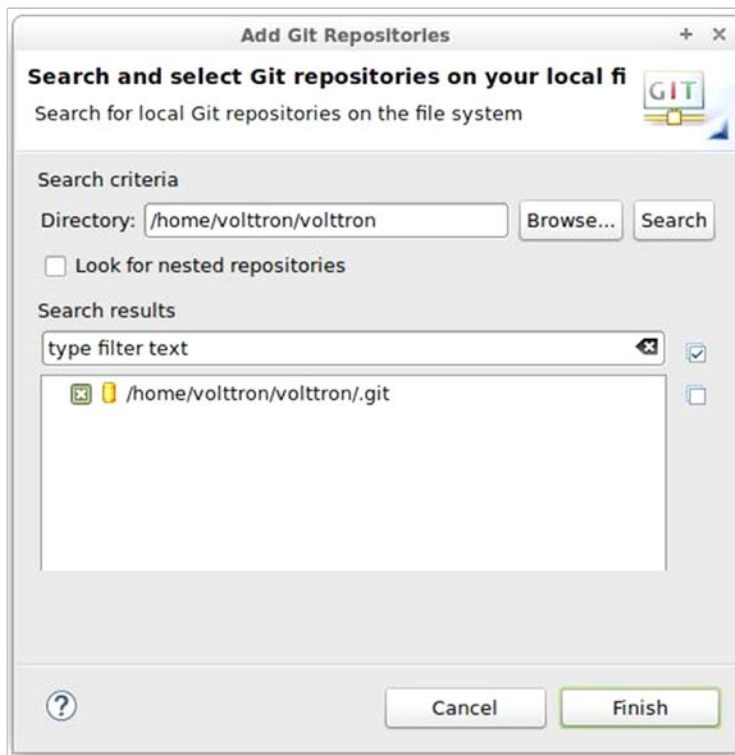 Add Git Repositories
Search and select Git repositories on your local fi
GIT
Search for local Git repositories on the file system
Search criteria
Directory: /home/volttron/volttron Browse... Search
Look for nested repositories
Search results
type filter text
/home/volttron/volttron/.git
? Cancel Finish